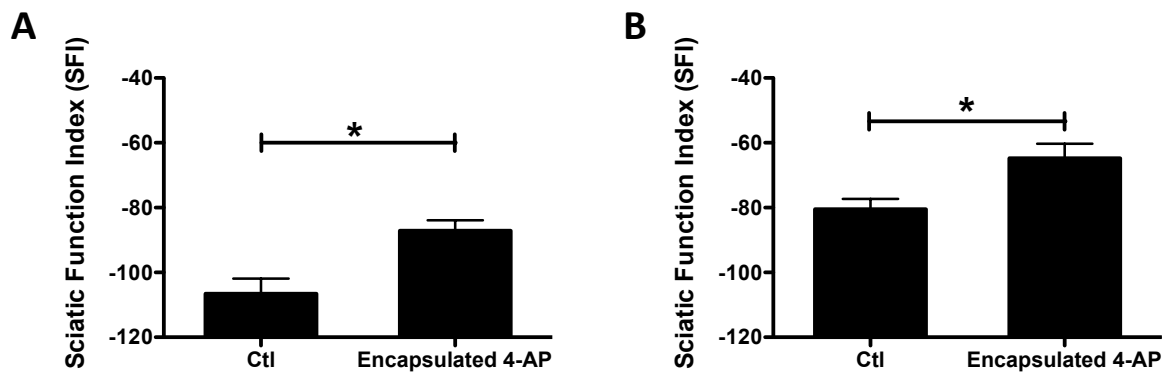 A
Sciatic Function Index (SFI)
-40
-60
-80
-100
-120
*
Ctl
Encapsulated 4-AP
B
Sciatic Function Index (SFI)
-40
-60
-80
-100
-120
*
Ctl
Encapsulated 4-AP